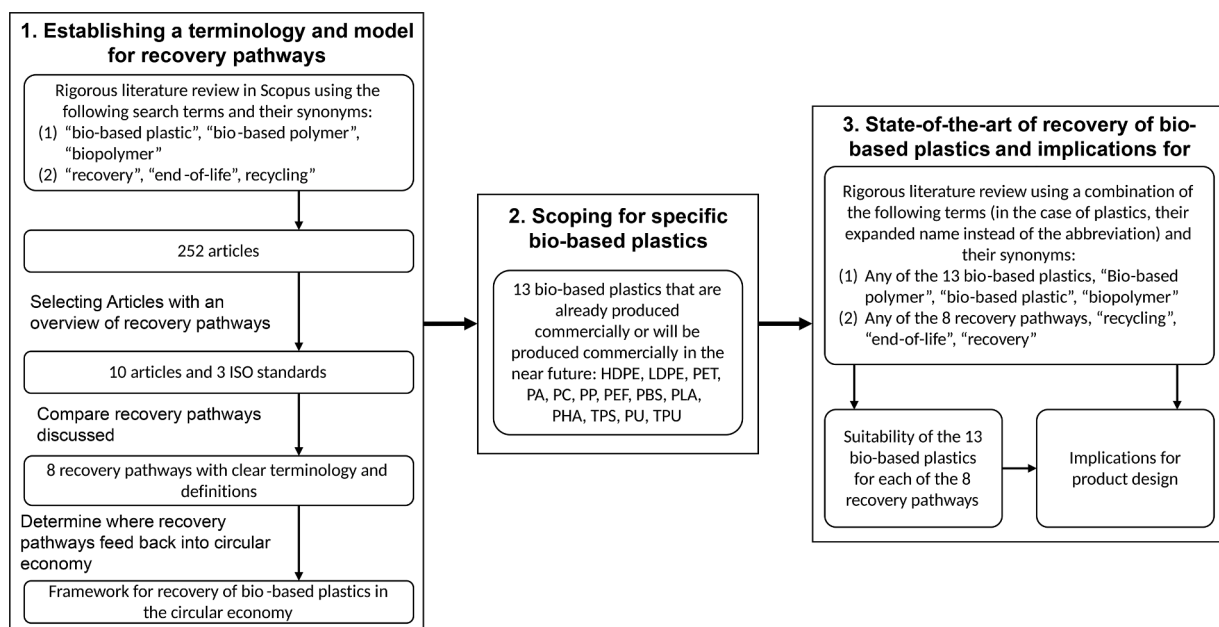 1. Establishing a terminology and model
for recovery pathways
Rigorous literature review in Scopus using the
following search terms and their synonyms:
(1) “bio-based plastic”, “bio-based polymer”,
“biopolymer”
(2) “recovery”, “end-of-life”, recycling”
252 articles
Selecting Articles with an
overview of recovery pathways
10 articles and 3 ISO standards
Compare recovery pathways
discussed
8 recovery pathways with clear terminology and
definitions
Determine where recovery
pathways feed back into circular
economy
Framework for recovery of bio-based plastics in
the circular economy
2. Scoping for specific
bio-based plastics
13 bio-based plastics that are
already produced
commercially or will be
produced commercially in the
near future: HDPE, LDPE, PET,
PA, PC, PP, PEF, PBS, PLA,
PHA, TPS, PU, TPU
3. State-of-the-art of recovery of bio-
based plastics and implications for
Rigorous literature review using a combination of
the following terms (in the case of plastics, their
expanded name instead of the abbreviation) and
their synonyms:
(1) Any of the 13 bio-based plastics, “Bio-based
polymer”, “bio-based plastic”, “biopolymer”
(2) Any of the 8 recovery pathways, “recycling”,
“end-of-life”, “recovery”
Suitability of the 13
bio-based plastics
for each of the 8
recovery pathways
Implications for
product design